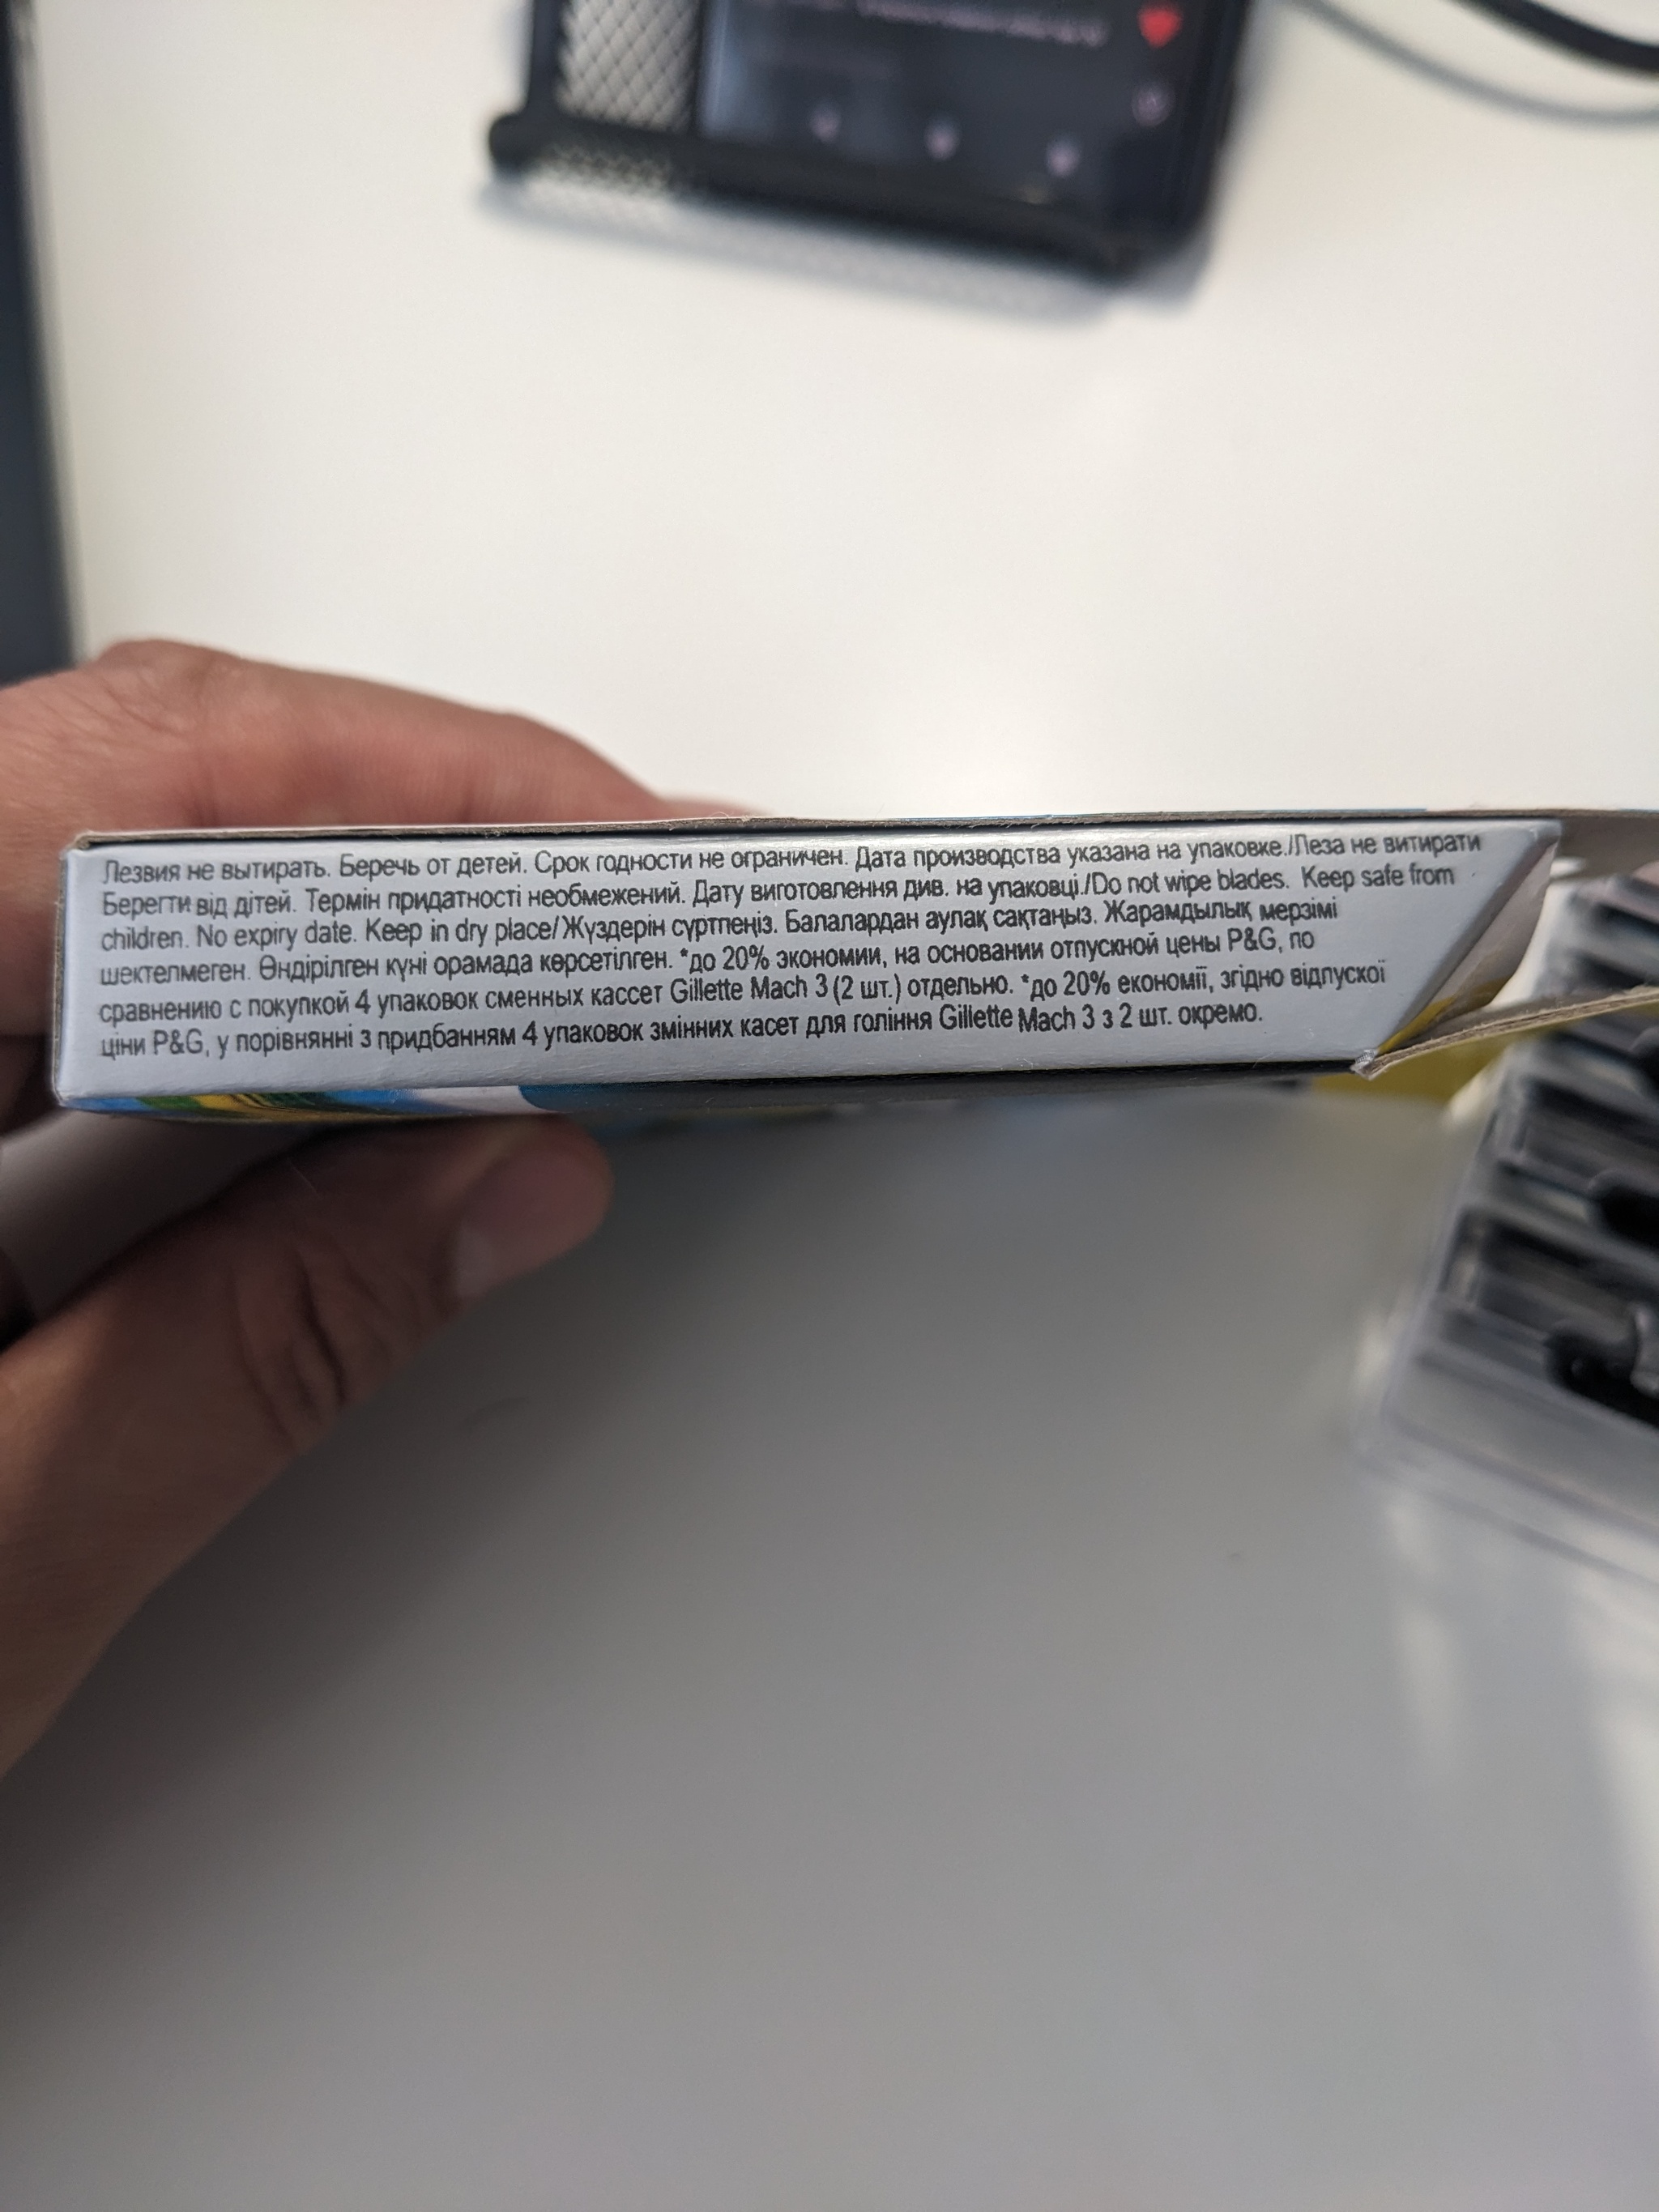 Лезвия не вытирать. Беречь от детей. Срок годности не ограничен. Дата производства указана на упаковке./Леза не витирати
Берегти від дітей. Термін придатності необмежений. Дату виготовлення див. на упаковці./Do not wipe blades. Keep safe from
children. No expiry date. Keep in dry place/Жүздерін сүртпеңіз. Балалардан аулақ сақтаңыз. Жарамдылық мерзімі
шектелмеген. Өндірілген күні орамада көрсетілген. *до 20% экономии, на основании отпускной цены P&G, по
сравнению с покупкой 4 упаковок сменных кассет Gillette Mach 3 (2 шт.) отдельно. *до 20% економії, згідно відпускої
ціни P&G, у порівнянні з придбанням 4 упаковок змінних касет для гоління Gillette Mach 3 з 2 шт. окремо.